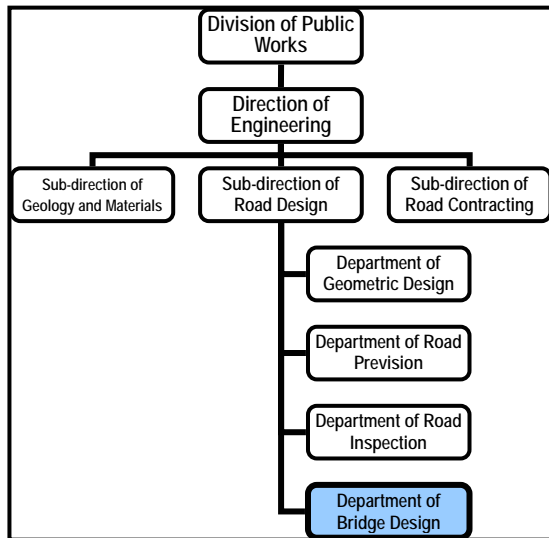 Division of Public
Works
Direction of
Engineering
Sub-direction of
Geology and Materials
Sub-direction of
Road Design
Sub-direction of
Road Contracting
Department of
Geometric Design
Department of Road
Prevision
Department of Road
Inspection
Department of
Bridge Design